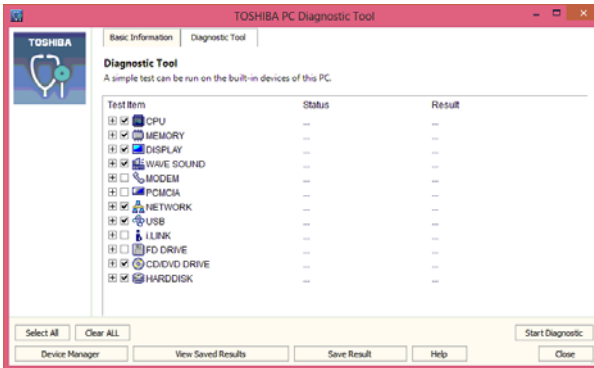 TOSHIBA PC Diagnostic Tool
TOSHIBA
Basic Information Diagnostic Tool
Diagnostic Tool
A simple test can be run on the built-in devices of this PC.
Test Item Status Result
CPU ... ...
MEMORY ... ...
DISPLAY ... ...
WAVE SOUND ... ...
MODEM ... ...
PCMCIA ... ...
NETWORK ... ...
USB ... ...
i.LINK ... ...
FD DRIVE ... ...
CD/DVD DRIVE ... ...
HARDDISK ... ...
Select All Clear ALL Start Diagnostic
Device Manager View Saved Results Save Result Help Close